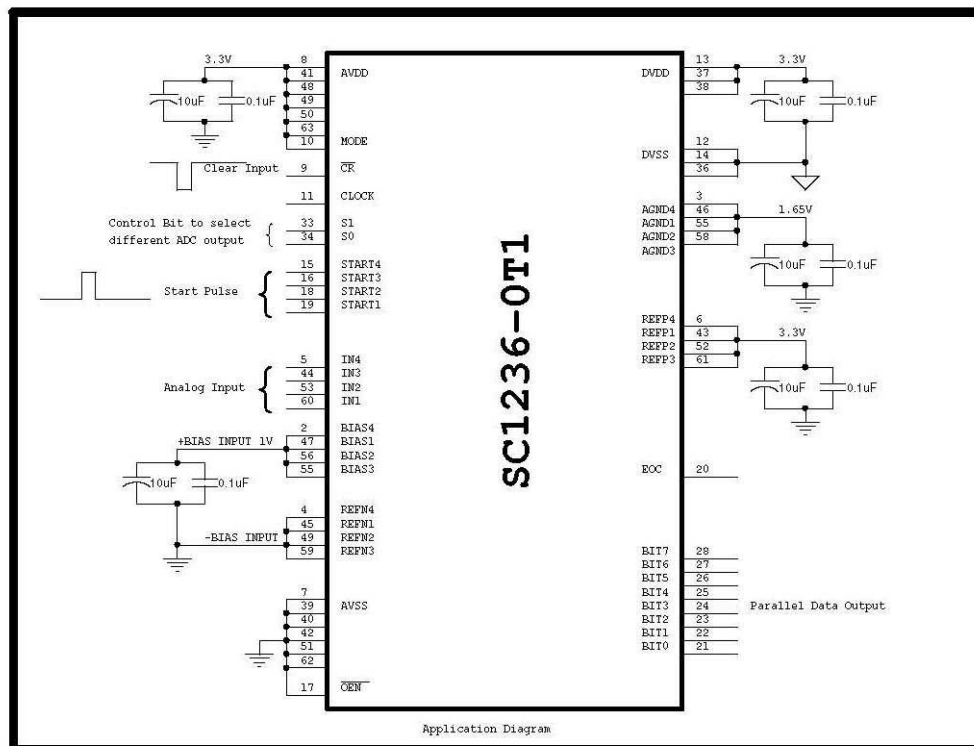 3.3V
10uF
0.1uF
8
41
48
49
50
63
10
AVDD
MODE
Clear Input
9
CR
11
CLOCK
Control Bit to select
different ADC output
33
34
S1
S0
Start Pulse
15
16
18
19
START4
START3
START2
START1
Analog Input
5
44
53
60
IN4
IN3
IN2
IN1
+BIAS INPUT 1V
10uF
0.1uF
2
47
56
55
BIAS4
BIAS1
BIAS2
BIAS3
-BIAS INPUT
4
45
49
59
REFN4
REFN1
REFN2
REFN3
7
39
40
42
51
62
AVSS
17
OEN
SC1236-OT1
DVDD
13
37
38
3.3V
10uF
0.1uF
DVSS
12
14
36
AGND4
AGND1
AGND2
AGND3
3
46
55
58
1.65V
10uF
0.1uF
REFP4
REFP1
REFP2
REFP3
6
43
52
61
3.3V
10uF
0.1uF
EOC
20
BIT7
BIT6
BIT5
BIT4
BIT3
BIT2
BIT1
BIT0
28
27
26
25
24
23
22
21
Parallel Data Output
Application Diagram